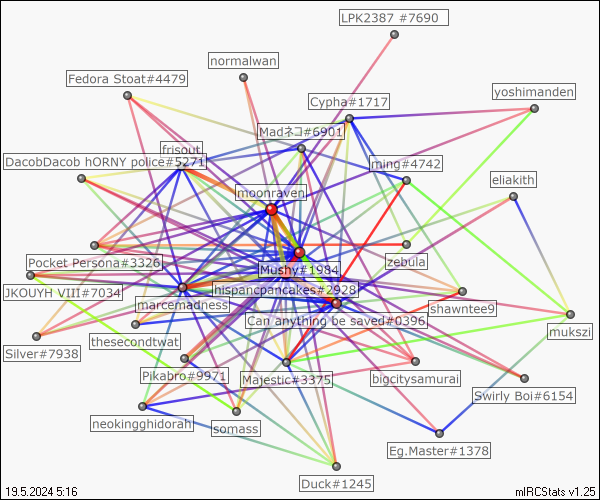 LPK2387 #7690
normalwan
Fedora Stoat#4479
yoshimanden
Cypha#1717
Madネコ#6901
frisout
DacobDacob hORNY police#5271
ming#4742
eliakith
moonraven
Pocket Persona#3326
zebula
Mushy#1984
JKOUYH VII#7034
hispancpancakes#2928
marcemadness
shawntee9
Can anything be saved#0396
mukszi
thesecondtwat
Silver#7938
Pikabro#9971
Majestic#3375
bigcitysamurai
Swirly Boi#6154
neokingghidorah
somass
Eg.Master#1378
Duck#1245
19.5.2024 5:16
mIRCStats v1.25